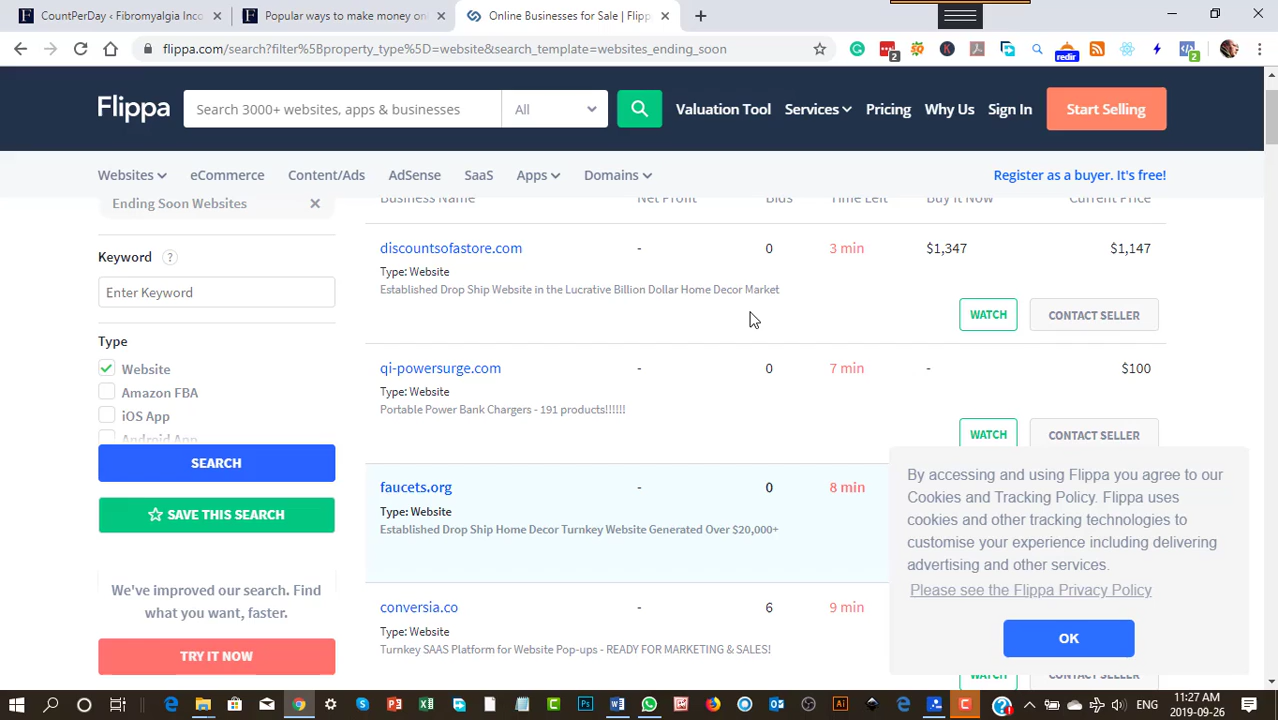 CountPerDay ‹ Fibromyalgia Inc
Popular ways to make money on
Online Businesses for Sale | Flipp
flippa.com/search?filter%5Bproperty_type%5D=website&search_template=websites_ending_soon
2
redir
2
Flippa
Search 3000+ websites, apps & businesses
All
Valuation Tool
Services
Pricing
Why Us
Sign In
Start Selling
Websites
eCommerce
Content/Ads
AdSense
SaaS
Apps
Domains
Register as a buyer. It's free!
Ending Soon Websites
Business Name
Net Profit
Bids
Time Left
Buy It Now
Current Price
Keyword ?
Enter Keyword
Type
Website
Amazon FBA
iOS App
Android App
SEARCH
SAVE THIS SEARCH
We've improved our search. Find
what you want, faster.
TRY IT NOW
discountsofastore.com - 0 3 min $1,347 $1,147
Type: Website
Established Drop Ship Website in the Lucrative Billion Dollar Home Decor Market
WATCH CONTACT SELLER
qi-powersurge.com - 0 7 min - $100
Type: Website
Portable Power Bank Chargers - 191 products!!!!!!
WATCH CONTACT SELLER
faucets.org - 0 8 min
Type: Website
Established Drop Ship Home Decor Turnkey Website Generated Over $20,000+
conversia.co - 6 9 min
Type: Website
Turnkey SAAS Platform for Website Pop-ups - READY FOR MARKETING & SALES!
WATCH CONTACT SELLER
By accessing and using Flippa you agree to our
Cookies and Tracking Policy. Flippa uses
cookies and other tracking technologies to
customise your experience including delivering
advertising and other services.
Please see the Flippa Privacy Policy
OK
ENG
11:27 AM
2019-09-26